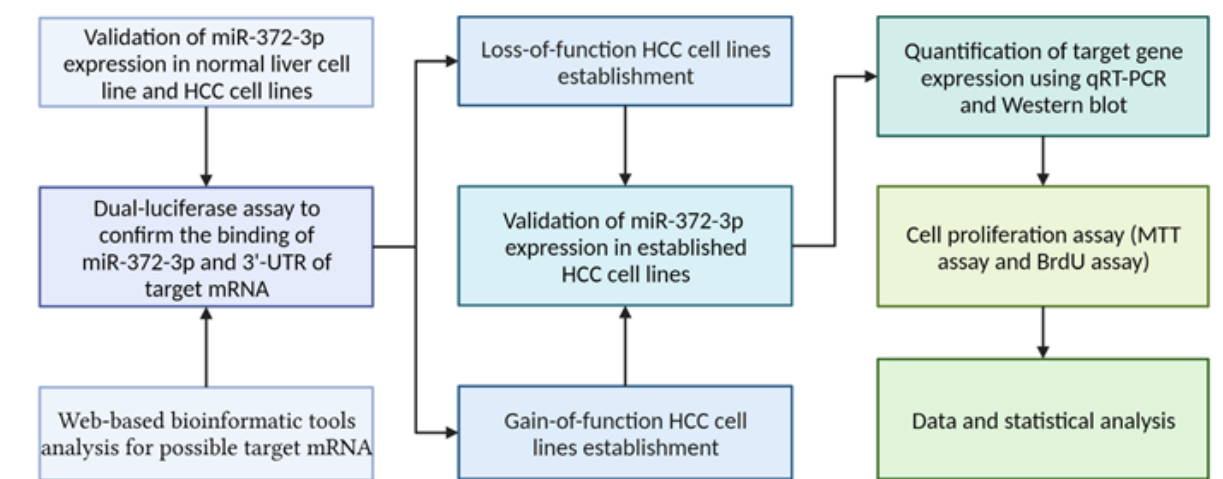 Validation of miR-372-3p
expression in normal liver cell
line and HCC cell lines
Dual-luciferase assay to
confirm the binding of
miR-372-3p and 3'-UTR of
target mRNA
Web-based bioinformatic tools
analysis for possible target mRNA
Loss-of-function HCC cell lines
establishment
Validation of miR-372-3p
expression in established
HCC cell lines
Gain-of-function HCC cell
lines establishment
Quantification of target gene
expression using qRT-PCR
and Western blot
Cell proliferation assay (MTT
assay and BrdU assay)
Data and statistical analysis